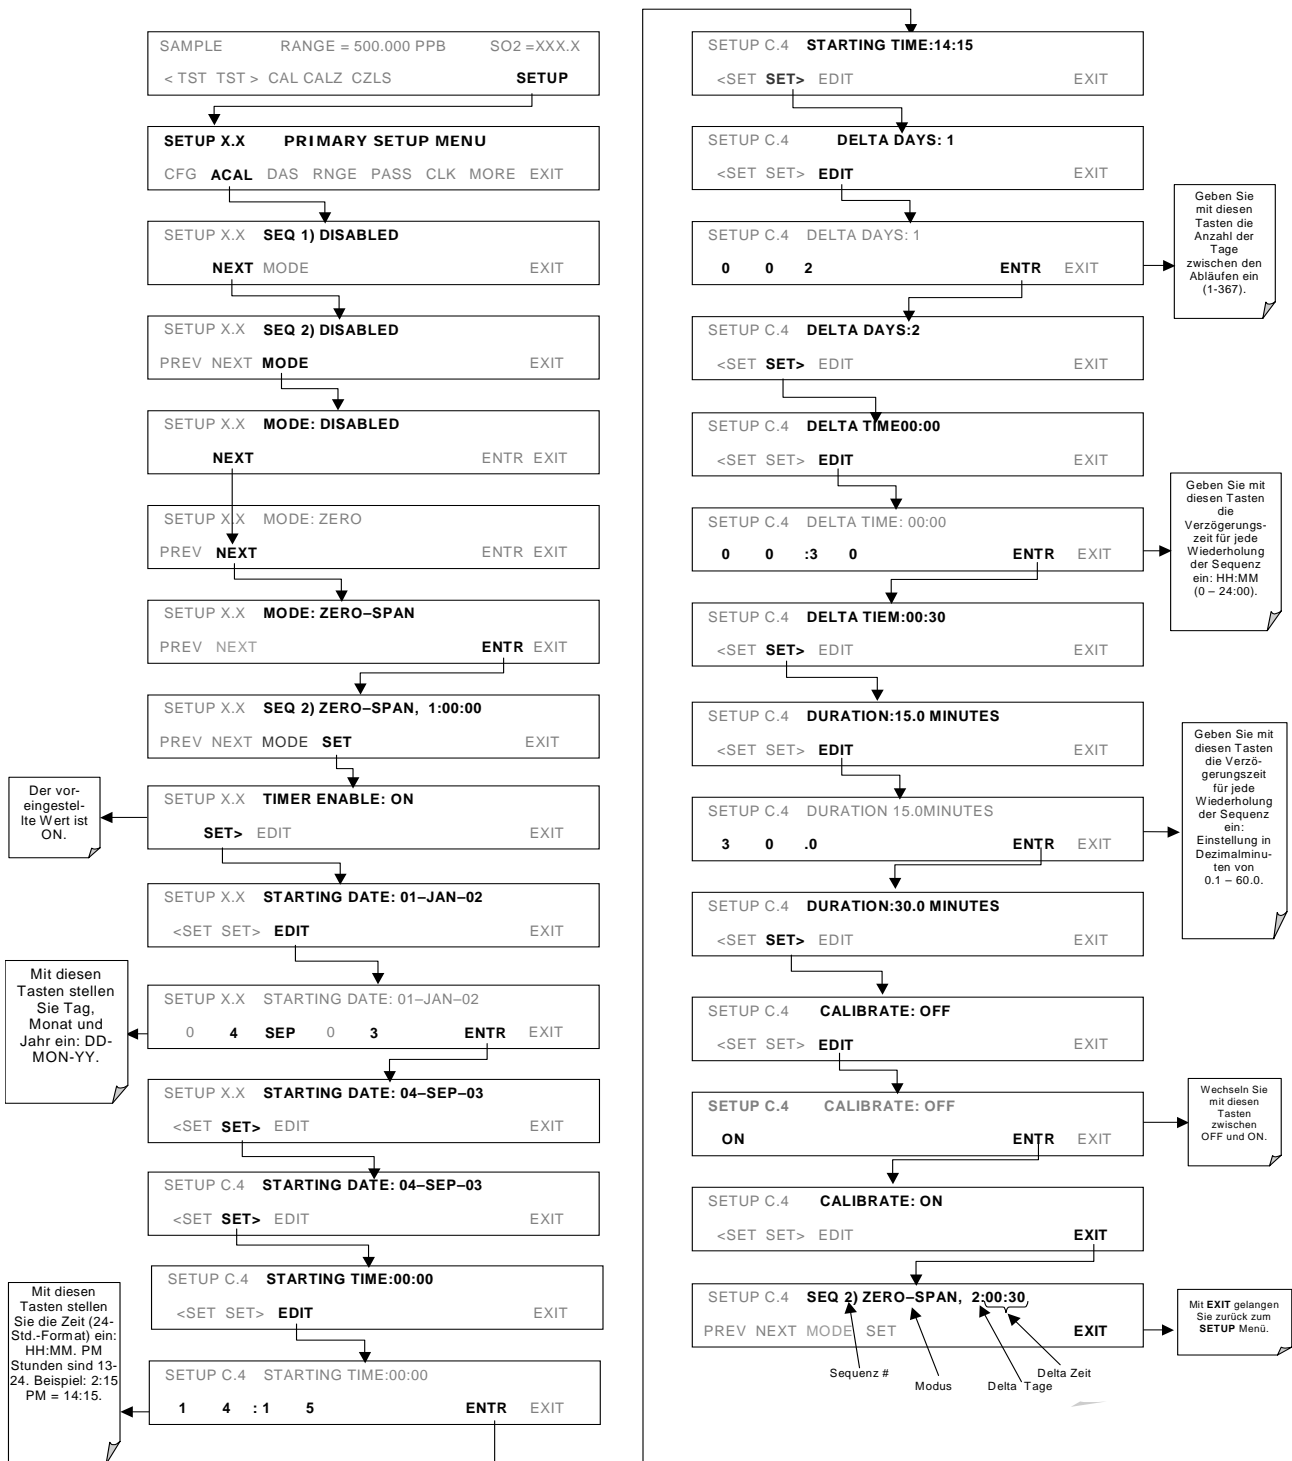 SAMPLE RANGE = 500.000 PPB SO2 =XXX.X
< TST TST > CAL CALZ CZLS SETUP
SETUP X.X PRIMARY SETUP MENU
CFG ACAL DAS RNGE PASS CLK MORE EXIT
SETUP X.X SEQ 1) DISABLED
NEXT MODE EXIT
SETUP X.X SEQ 2) DISABLED
PREV NEXT MODE EXIT
SETUP X.X MODE: DISABLED
NEXT ENTR EXIT
SETUP X.X MODE: ZERO
PREV NEXT ENTR EXIT
SETUP X.X MODE: ZERO–SPAN
PREV NEXT ENTR EXIT
SETUP X.X SEQ 2) ZERO–SPAN, 1:00:00
PREV NEXT MODE SET EXIT
Der vor-
eingestel-
lte Wert ist
ON.
SETUP X.X TIMER ENABLE: ON
SET> EDIT EXIT
SETUP X.X STARTING DATE: 01–JAN–02
<SET SET> EDIT EXIT
Mit diesen
Tasten stellen
Sie Tag,
Monat und
Jahr ein: DD-
MON-YY.
SETUP X.X STARTING DATE: 01–JAN–02
0 4 SEP 0 3 ENTR EXIT
SETUP X.X STARTING DATE: 04–SEP–03
<SET SET> EDIT EXIT
SETUP C.4 STARTING DATE: 04–SEP–03
<SET SET> EDIT EXIT
SETUP C.4 STARTING TIME:00:00
<SET SET> EDIT EXIT
Mit diesen
Tasten stellen
Sie die Zeit (24-
Std.-Format) ein:
HH:MM. PM
Stunden sind 13-
24. Beispiel: 2:15
PM = 14:15.
SETUP C.4 STARTING TIME:00:00
1 4 : 1 5 ENTR EXIT
SETUP C.4 STARTING TIME:14:15
<SET SET> EDIT EXIT
SETUP C.4 DELTA DAYS: 1
<SET SET> EDIT EXIT
Geben Sie
mit diesen
Tasten die
Anzahl der
Tage
zwischen den
Abläufen ein
(1-367).
SETUP C.4 DELTA DAYS: 1
0 0 2 ENTR EXIT
SETUP C.4 DELTA DAYS:2
<SET SET> EDIT EXIT
SETUP C.4 DELTA TIME00:00
<SET SET> EDIT EXIT
Geben Sie mit
diesen Tasten
die
Verzögerungs-
zeit für jede
Wiederholung
der Sequenz
ein: HH:MM
(0 – 24:00).
SETUP C.4 DELTA TIME: 00:00
0 0 :3 0 ENTR EXIT
SETUP C.4 DELTA TIEM:00:30
<SET SET> EDIT EXIT
SETUP C.4 DURATION:15.0 MINUTES
<SET SET> EDIT EXIT
Geben Sie mit
diesen Tasten
die Verzö-
gerungszeit
für jede
Wiederholung
der Sequenz
ein:
Einstellung in
Dezimalminu-
ten von
0.1 – 60.0.
SETUP C.4 DURATION 15.0MINUTES
3 0 .0 ENTR EXIT
SETUP C.4 DURATION:30.0 MINUTES
<SET SET> EDIT EXIT
SETUP C.4 CALIBRATE: OFF
<SET SET> EDIT EXIT
Wechseln Sie
mit diesen
Tasten
zwischen
OFF und ON.
SETUP C.4 CALIBRATE: OFF
ON ENTR EXIT
SETUP C.4 CALIBRATE: ON
<SET SET> EDIT EXIT
SETUP C.4 SEQ 2) ZERO–SPAN, 2:00:30
PREV NEXT MODE SET EXIT
Mit EXIT gelangen
Sie zurück zum
SETUP Menü.
Sequenz # Modus Delta Tage Delta Zeit